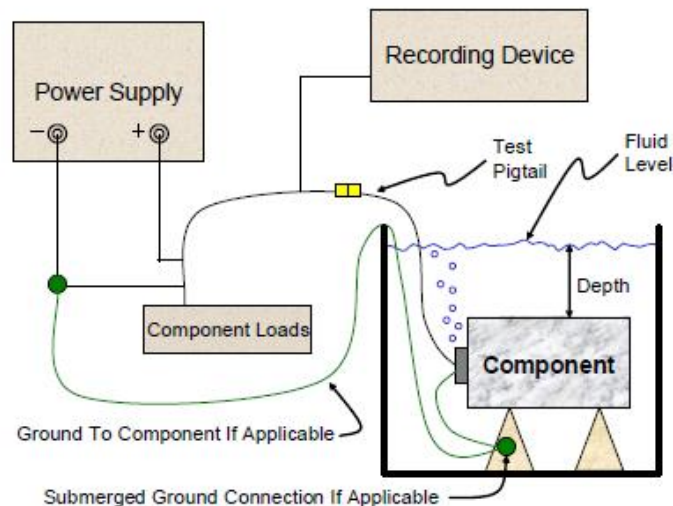 Power Supply
− +
Recording Device
Test
Pigtail
Fluid
Level
Component Loads
Depth
Component
Ground To Component If Applicable
Submerged Ground Connection If Applicable